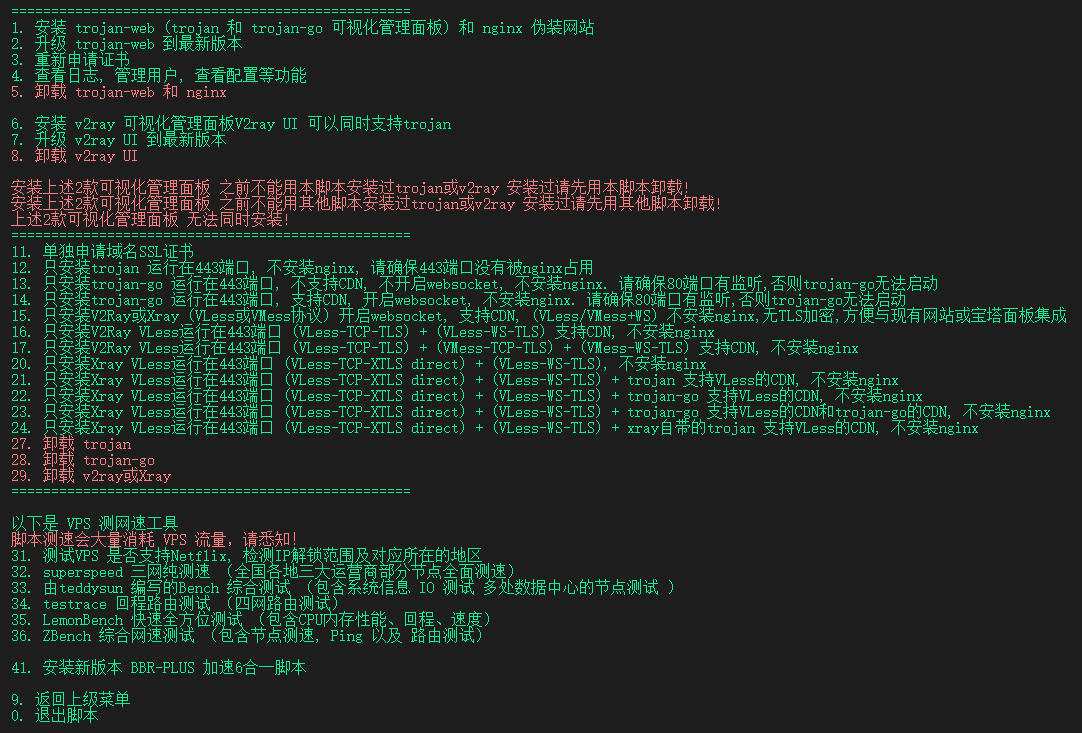 ==================================================
1. 安装 trojan-web (trojan 和 trojan-go 可视化管理面板) 和 nginx 伪装网站
2. 升级 trojan-web 到最新版本
3. 重新申请证书
4. 查看日志, 管理用户, 查看配置等功能
5. 卸载 trojan-web 和 nginx
6. 安装 v2ray 可视化管理面板V2ray UI 可以同时支持trojan
7. 升级 v2ray UI 到最新版本
8. 卸载 v2ray UI
安装上述2款可视化管理面板 之前不能用本脚本安装过trojan或v2ray 安装过请先用本脚本卸载!
安装上述2款可视化管理面板 之前不能用其他脚本安装过trojan或v2ray 安装过请先用其他脚本卸载!
上述2款可视化管理面板 无法同时安装!
==================================================
11. 单独申请域名SSL证书
12. 只安装trojan 运行在443端口, 不安装nginx, 请确保443端口没有被nginx占用
13. 只安装trojan-go 运行在443端口, 不支持CDN, 不开启websocket, 不安装nginx. 请确保80端口有监听,否则trojan-go无法启动
14. 只安装trojan-go 运行在443端口, 支持CDN, 开启websocket, 不安装nginx. 请确保80端口有监听,否则trojan-go无法启动
15. 只安装V2Ray或Xray (VLess或VMess协议) 开启websocket, 支持CDN, (VLess/VMess+WS) 不安装nginx,无TLS加密,方便与现有网站或宝塔面板集成
16. 只安装V2Ray VLess运行在443端口 (VLess-TCP-TLS) + (VLess-WS-TLS) 支持CDN, 不安装nginx
17. 只安装V2Ray VLess运行在443端口 (VLess-TCP-TLS) + (VMess-TCP-TLS) + (VMess-WS-TLS) 支持CDN, 不安装nginx
20. 只安装Xray VLess运行在443端口 (VLess-TCP-XTLS direct) + (VLess-WS-TLS), 不安装nginx
21. 只安装Xray VLess运行在443端口 (VLess-TCP-XTLS direct) + (VLess-WS-TLS) + trojan 支持VLess的CDN, 不安装nginx
22. 只安装Xray VLess运行在443端口 (VLess-TCP-XTLS direct) + (VLess-WS-TLS) + trojan-go 支持VLess的CDN, 不安装nginx
23. 只安装Xray VLess运行在443端口 (VLess-TCP-XTLS direct) + (VLess-WS-TLS) + trojan-go 支持VLess的CDN和trojan-go的CDN, 不安装nginx
24. 只安装Xray VLess运行在443端口 (VLess-TCP-XTLS direct) + (VLess-WS-TLS) + xray自带的trojan 支持VLess的CDN, 不安装nginx
27. 卸载 trojan
28. 卸载 trojan-go
29. 卸载 v2ray或Xray
==================================================
以下是 VPS 测网速工具
脚本测速会大量消耗 VPS 流量，请悉知!
31. 测试VPS 是否支持Netflix, 检测IP解锁范围及对应所在的地区
32. superspeed 三网纯测速 （全国各地三大运营商部分节点全面测速）
33. 由teddysun 编写的Bench 综合测试 （包含系统信息 IO 测试 多处数据中心的节点测试 ）
34. testrace 回程路由测试 （四网路由测试）
35. LemonBench 快速全方位测试 （包含CPU内存性能、回程、速度）
36. ZBench 综合网速测试 （包含节点测速, Ping 以及 路由测试）
41. 安装新版本 BBR-PLUS 加速6合一脚本
9. 返回上级菜单
0. 退出脚本